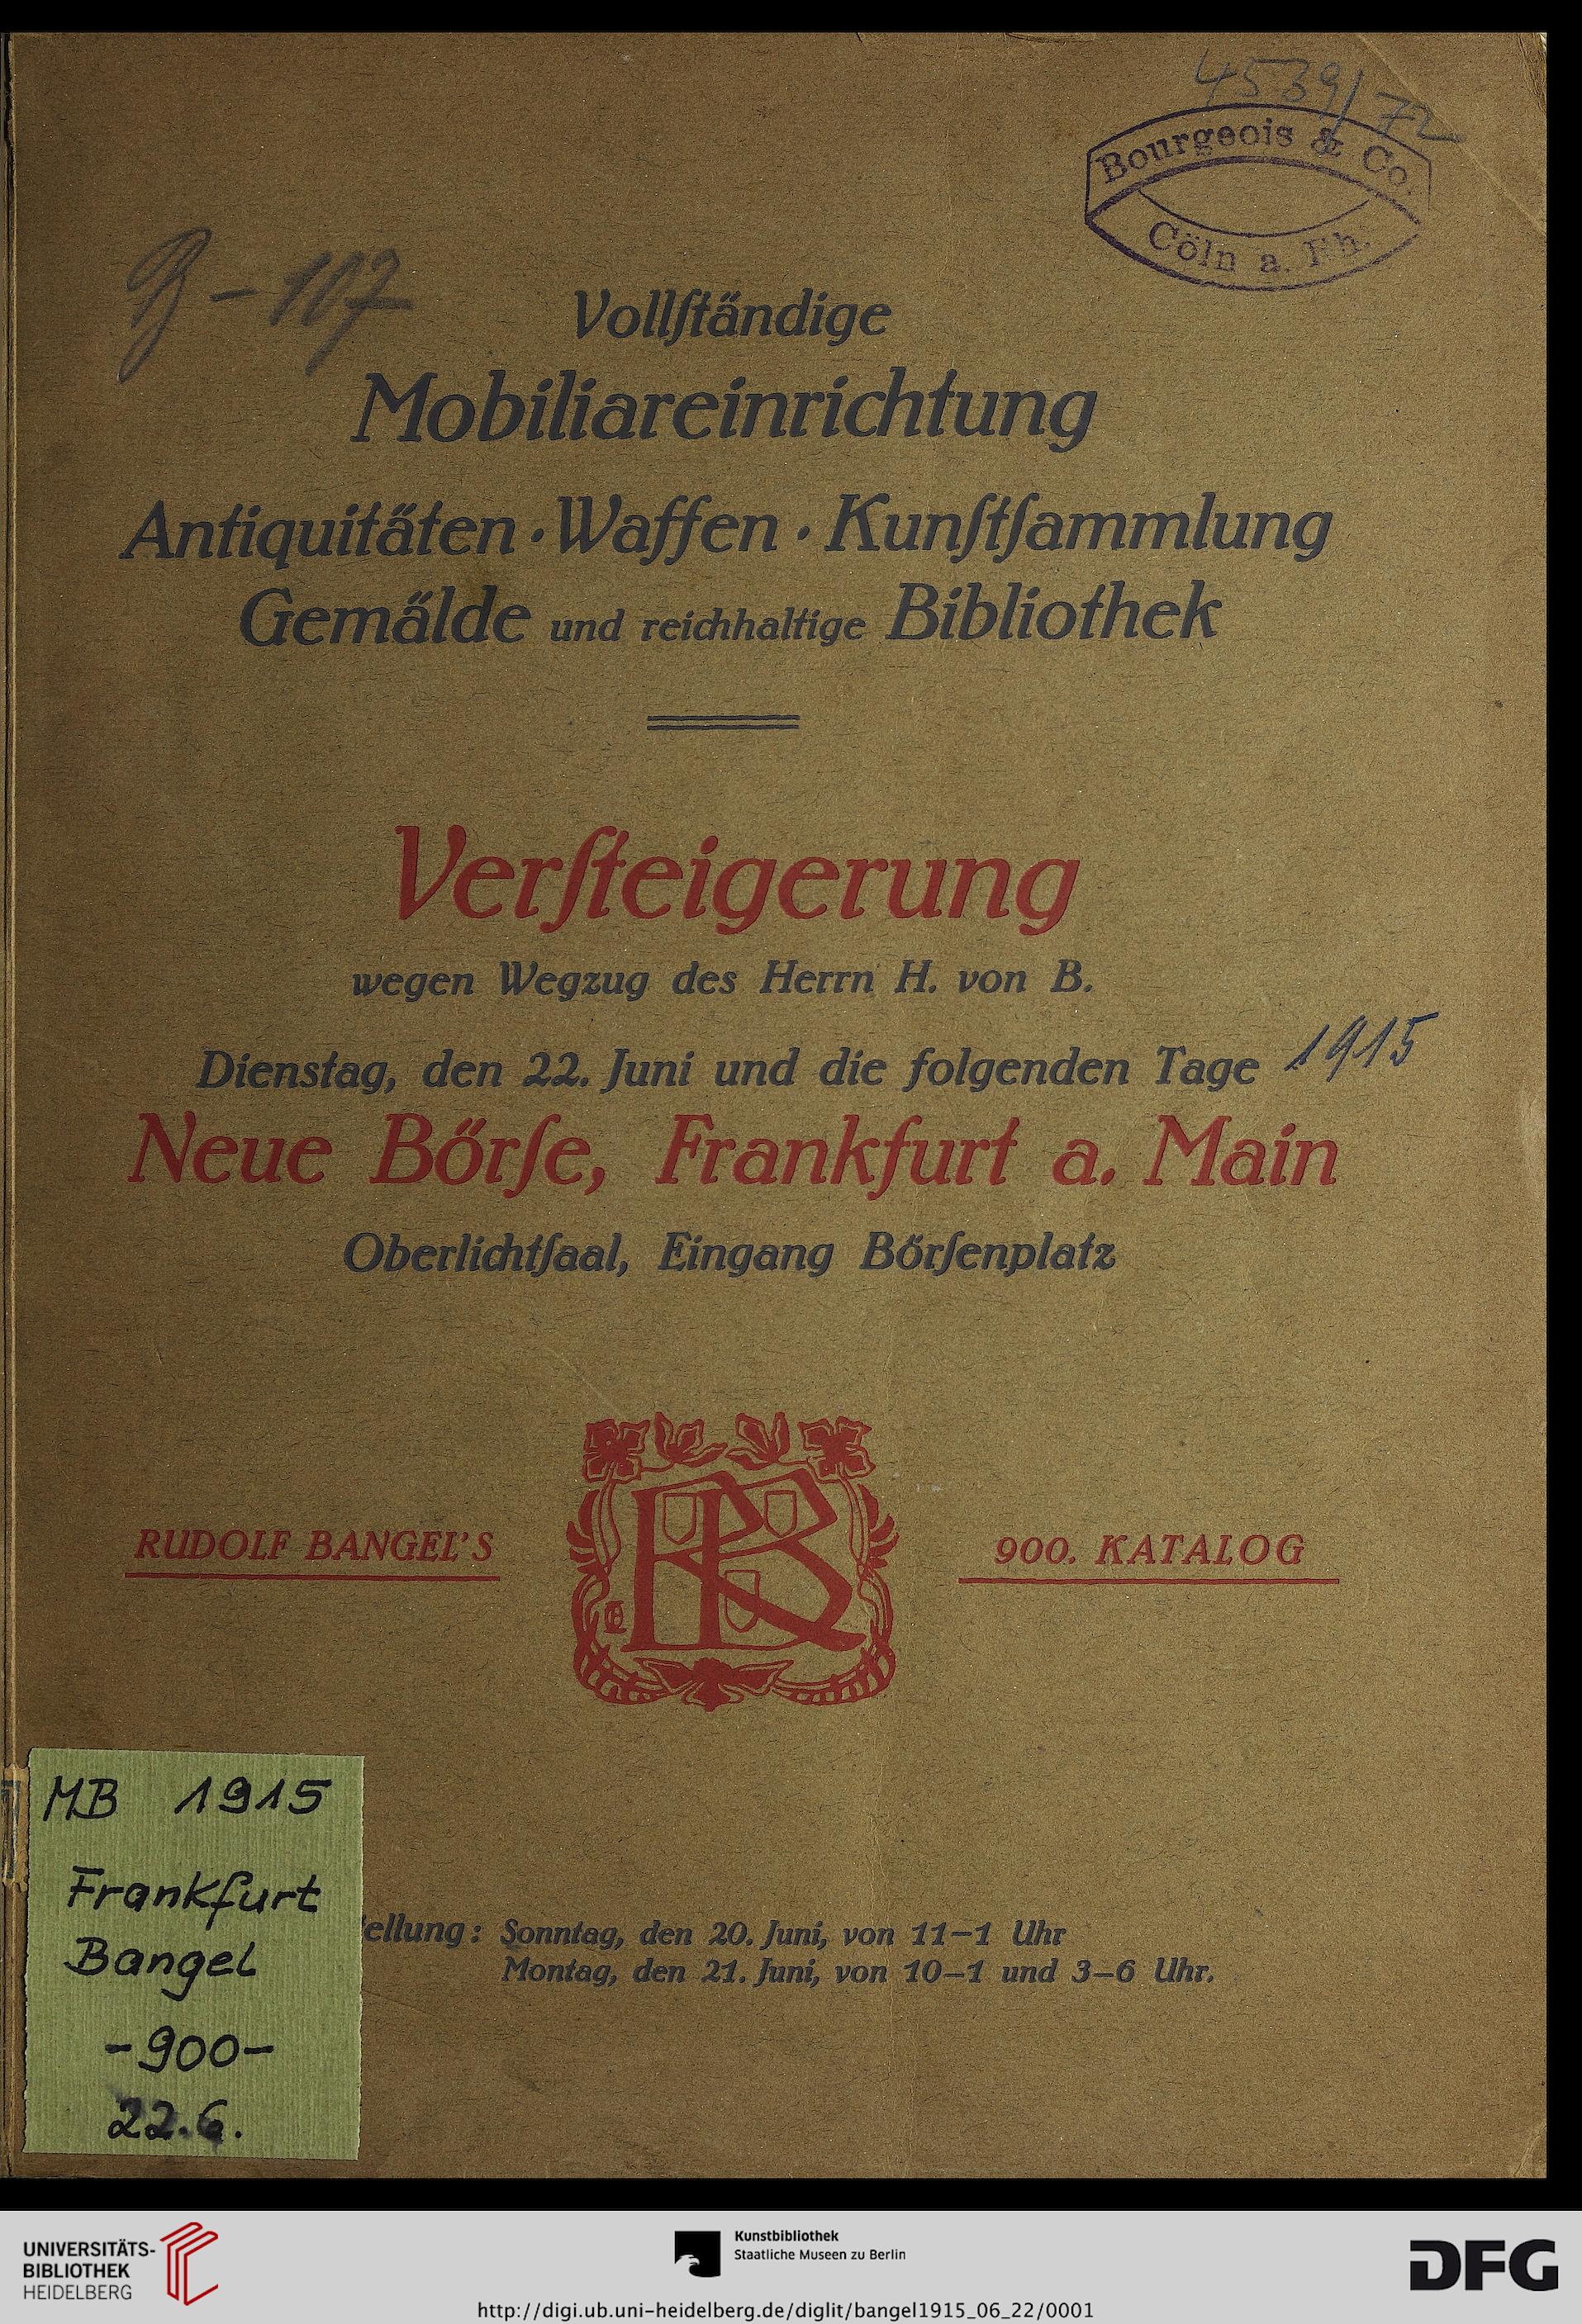 4539/72
Bourgeois & Co.
Cöln a. Rh.
B-107
Vollſtändige
Mobiliareinrichtung
Antiquitäten · Waffen · Kunſtſammlung
Gemälde und reichhaltige Bibliothek
Verſteigerung
wegen Wegzug des Herrn H. von B.
Dienstag, den 22. Juni und die folgenden Tage 1915
Neue Börſe, Frankfurt a. Main
Oberlichtſaal, Eingang Börſenplatz
RUDOLF BANGEL'S
RB
900. KATALOG
MB 1915
Frankfurt
Bangel
-900-
22.6.
ellung: Sonntag, den 20. Juni, von 11—1 Uhr
Montag, den 21. Juni, von 10—1 und 3—6 Uhr.
UNIVERSITÄTS-
BIBLIOTHEK
HEIDELBERG
Kunstbibliothek
Staatliche Museen zu Berlin
DFG
http://digi.ub.uni-heidelberg.de/diglit/bangel1915_06_22/0001